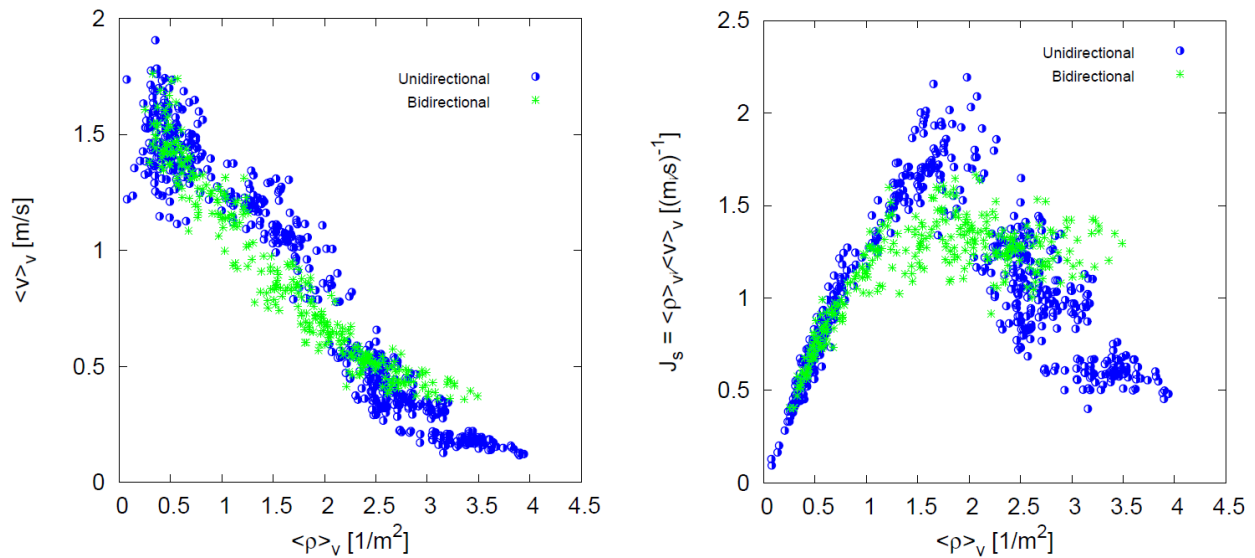 2
1.5
1
0.5
0
0 0.5 1 1.5 2 2.5 3 3.5 4 4.5
<v>ᵥ [m/s]
<ρ>ᵥ [1/m²]
Unidirectional
Bidirectional
2.5
2
1.5
1
0.5
0
0 0.5 1 1.5 2 2.5 3 3.5 4 4.5
Jₛ = <ρ>ᵥ·<v>ᵥ [(m·s)⁻¹]
<ρ>ᵥ [1/m²]
Unidirectional
Bidirectional